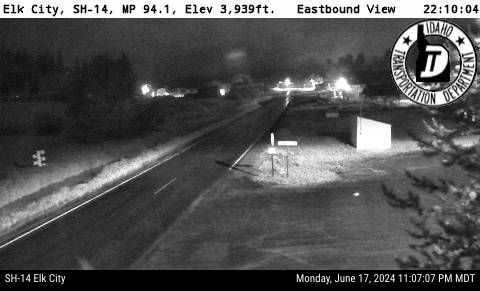 Elk City, SH-14, MP 94.1, Elev 3,939ft. Eastbound View 22:10:04
IDAHO
TRANSPORTATION DEPARTMENT
SH-14 Elk City
Monday, June 17, 2024 11:07:07 PM MDT